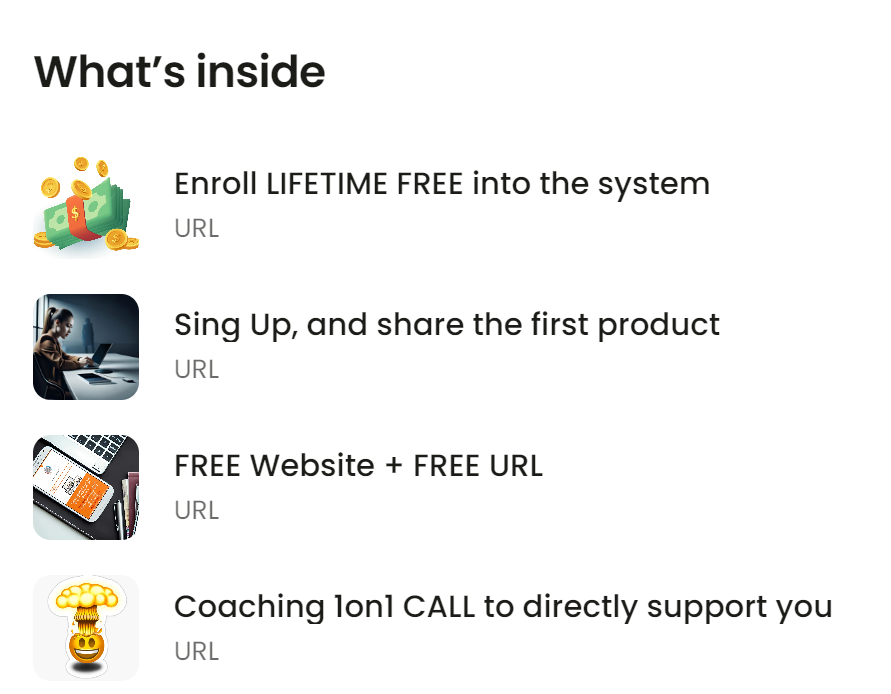 What’s inside
Enroll LIFETIME FREE into the system
URL
Sing Up, and share the first product
URL
FREE Website + FREE URL
URL
Coaching 1on1 CALL to directly support you
URL